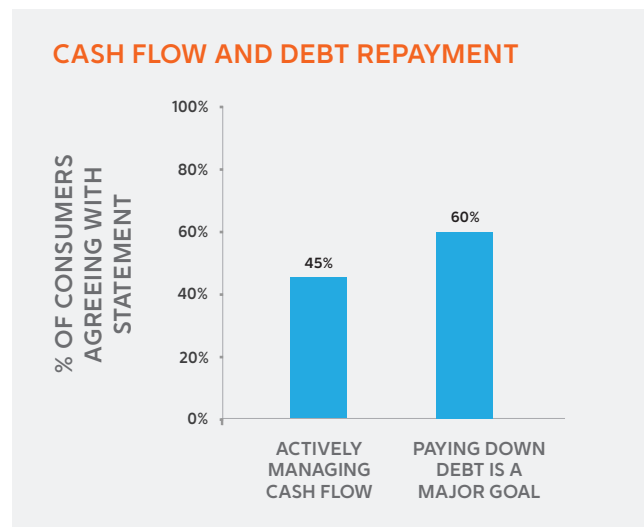 CASH FLOW AND DEBT REPAYMENT
% OF CONSUMERS
AGREEING WITH
STATEMENT
100%
80%
60%
40%
20%
0%
45%
60%
ACTIVELY
MANAGING
CASH FLOW
PAYING DOWN
DEBT IS A
MAJOR GOAL